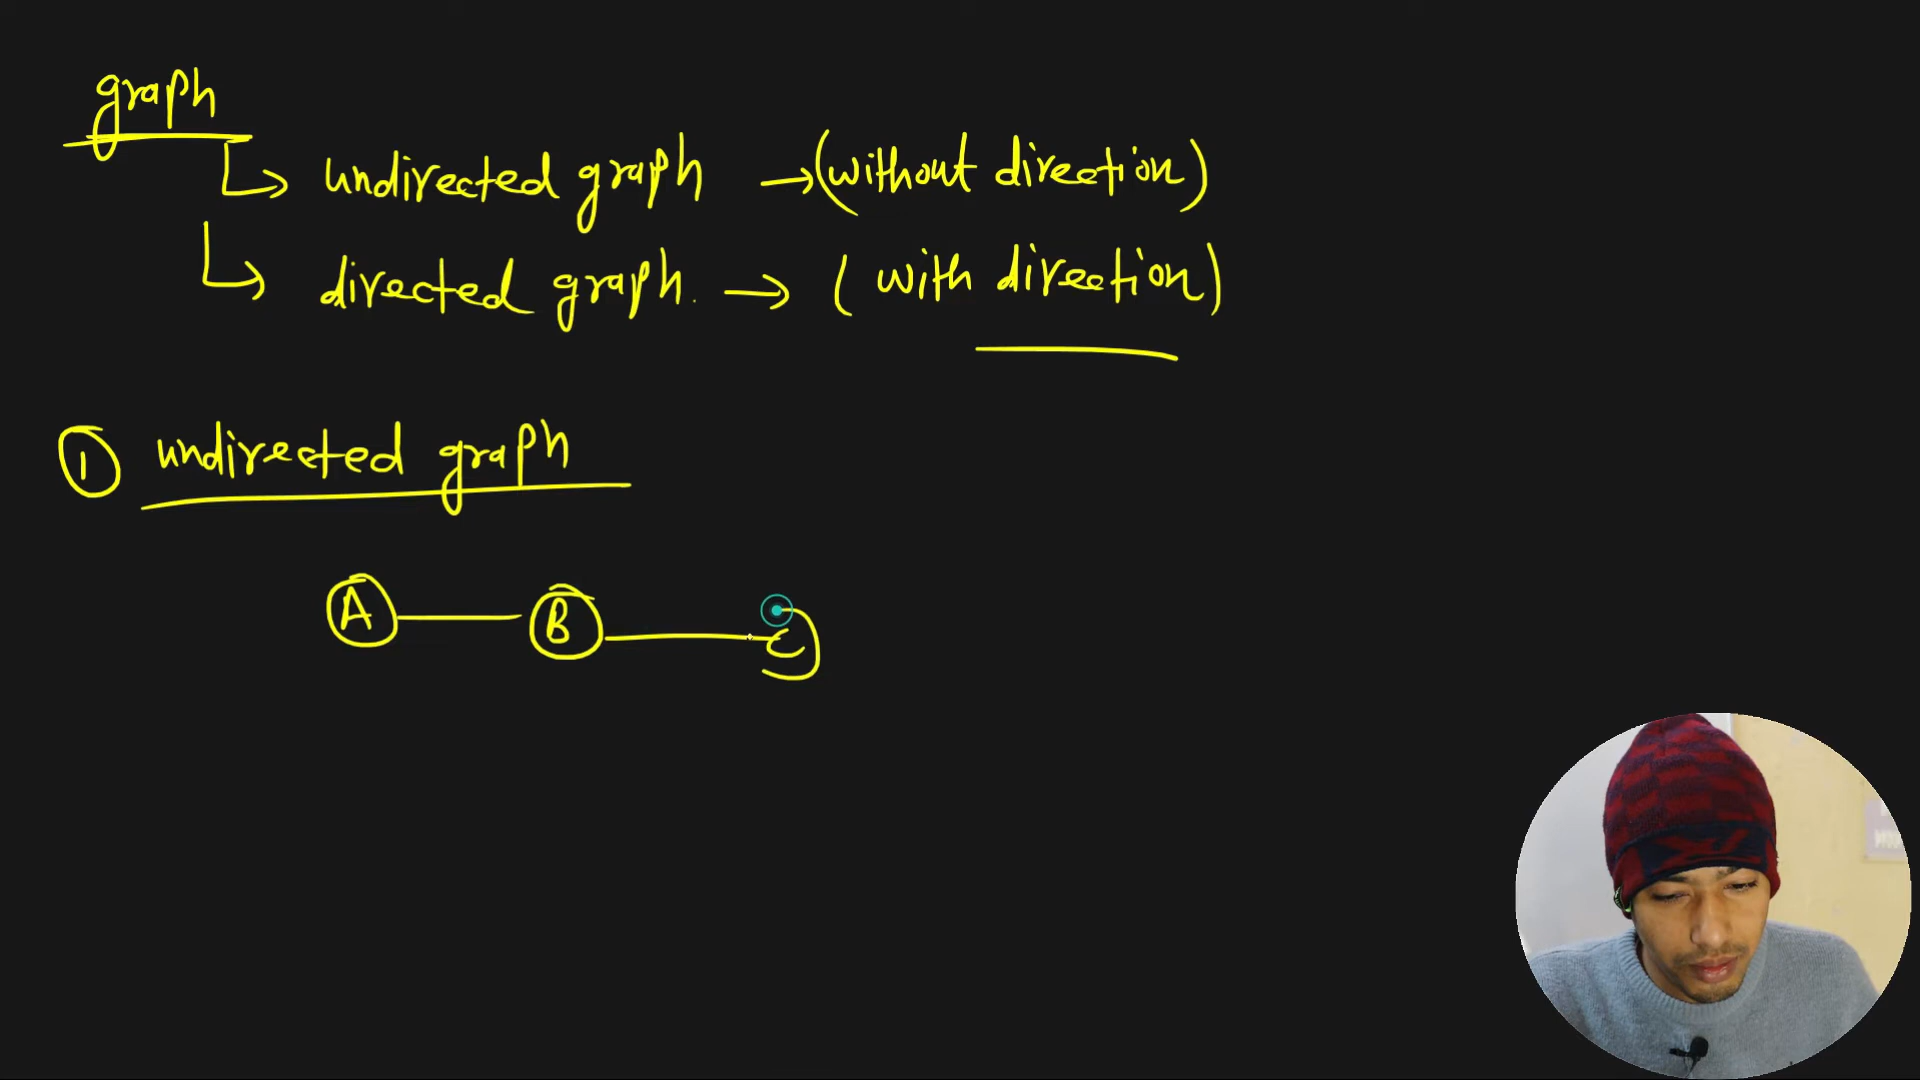 graph
undirected graph → (without direction)
directed graph. → (with direction)
① undirected graph
A B C